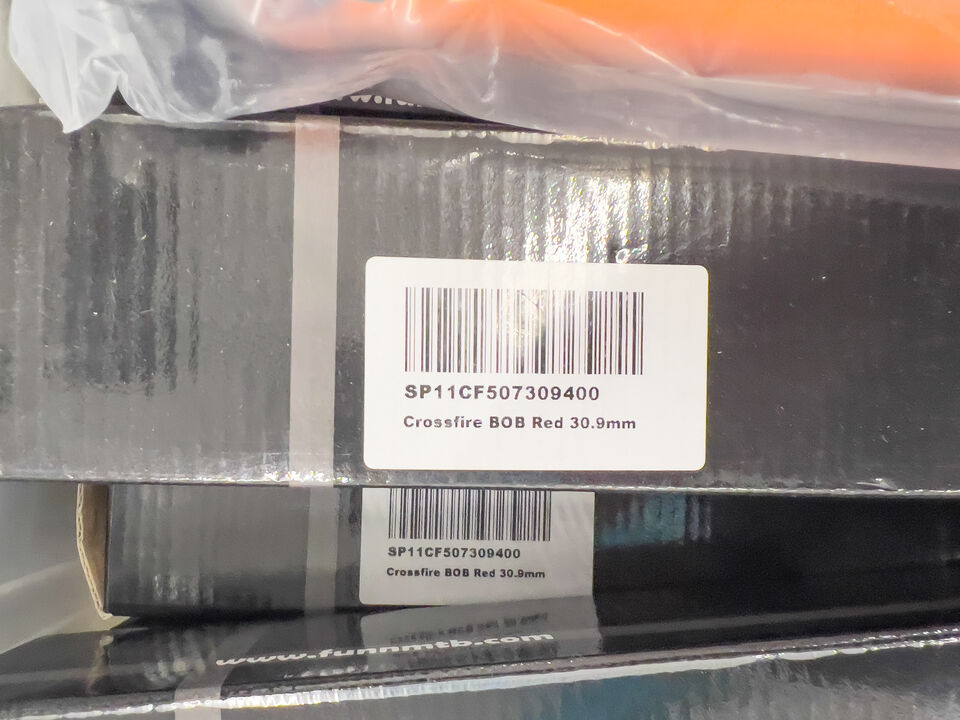 SP11CF507309400
Crossfire BOB Red 30.9mm
SP11CF507309400
Crossfire BOB Red 30.9mm
www.funnmtb.com